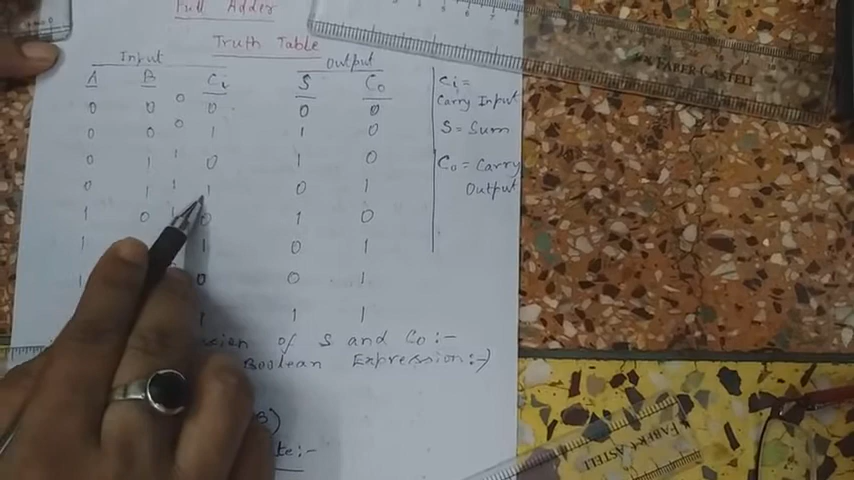 Full Adder
Truth Table
Input Output
A B Ci S Co
0 0 0 0 0 0
0 0 0 1 1 0
0 1 1 0 1 0
0 1 1 1 0 1
1 0 1 0 1 0
1 1 0 1
1 0 0 1
1 1 1
Ci =
Carry Input
S = Sum
Co = Carry
Output
of S and Co :-
Boolean Expression :-)
B)
:-
FABER-CASTELL
FABER-CASTELL